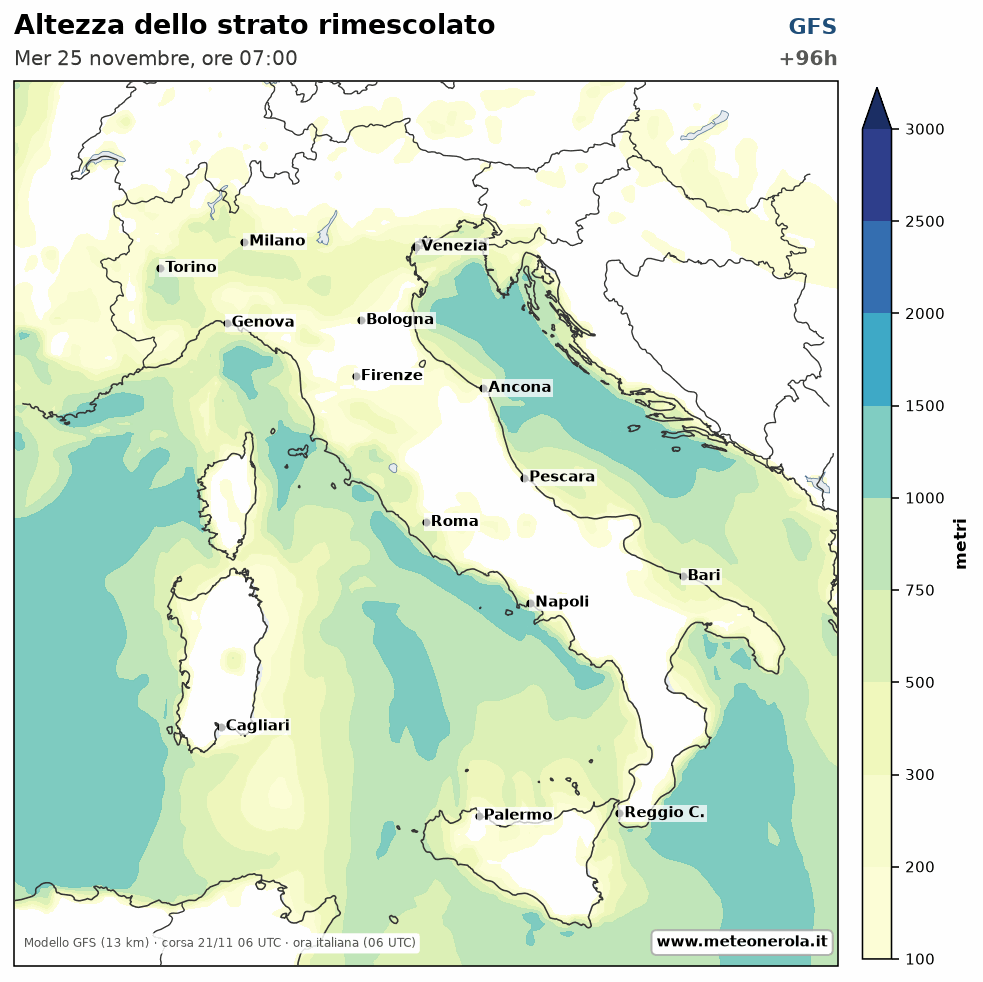 Altezza dello strato rimescolato
GFS
Mer 25 novembre, ore 07:00
+96h
3000
2500
2000
1500
1000
750
500
300
200
100
metri
Milano
Venezia
Torino
Genova
Bologna
Firenze
Ancona
Pescara
Roma
Bari
Napoli
Cagliari
Palermo
Reggio C.
Modello GFS (13 km) · corsa 21/11 06 UTC · ora italiana (06 UTC)
www.meteonerola.it